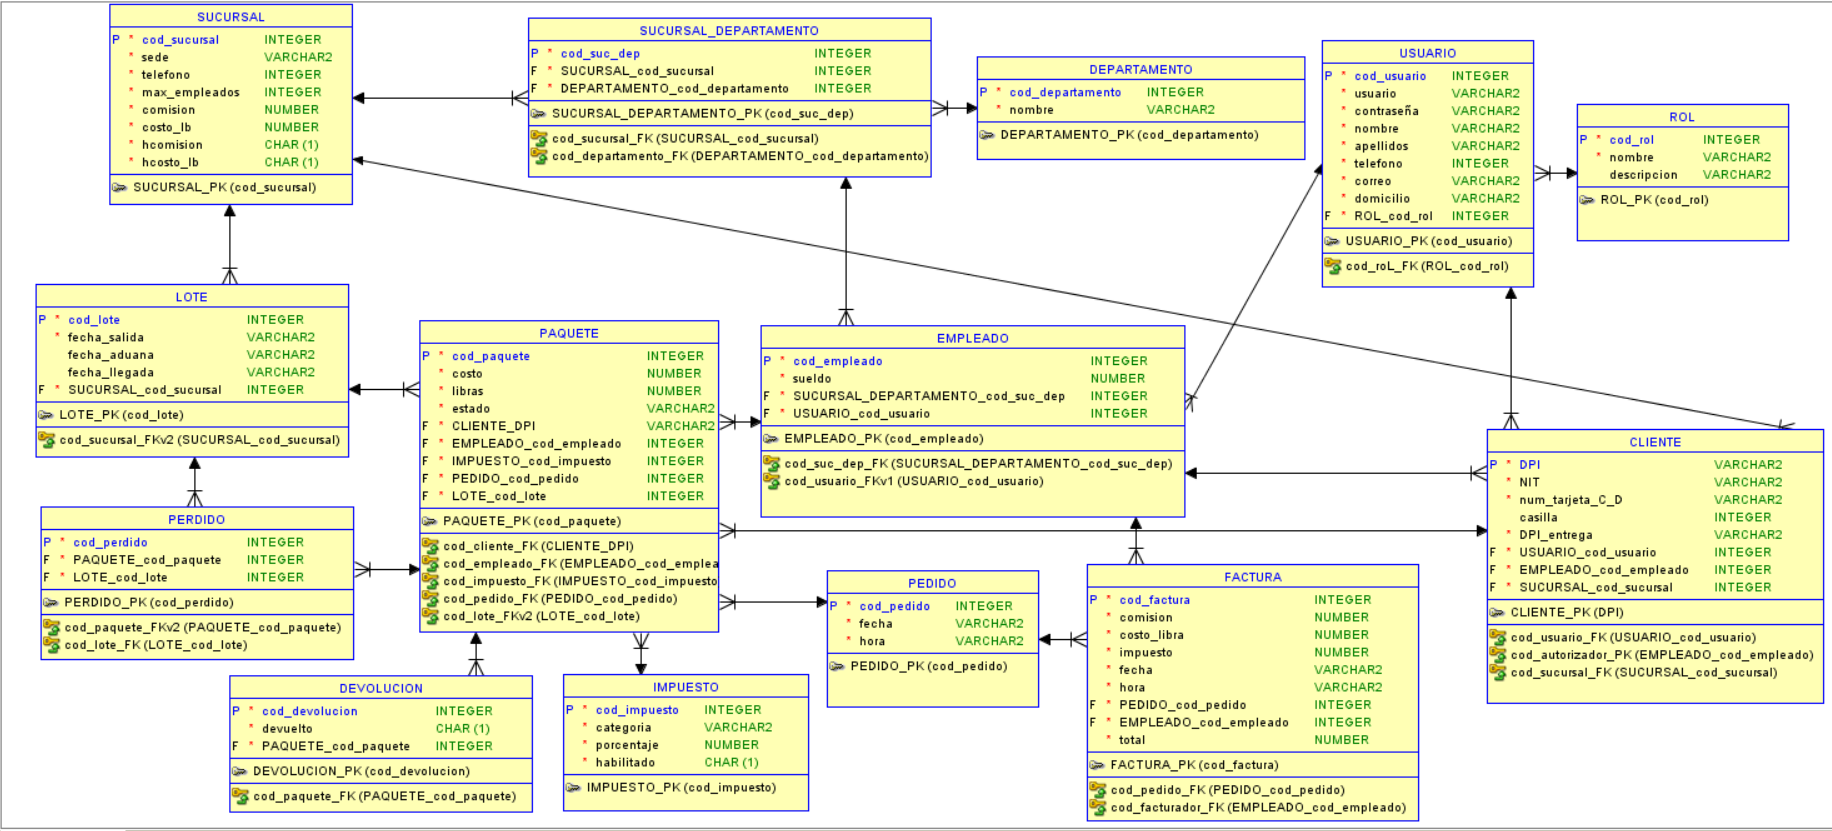 SUCURSAL
P * cod_sucursal INTEGER
* sede VARCHAR2
* telefono INTEGER
* max_empleados INTEGER
* comision NUMBER
* costo_lb NUMBER
* hcomision CHAR (1)
* hcosto_lb CHAR (1)
SUCURSAL_PK (cod_sucursal)
SUCURSAL_DEPARTAMENTO
P * cod_suc_dep INTEGER
F * SUCURSAL_cod_sucursal INTEGER
F * DEPARTAMENTO_cod_departamento INTEGER
SUCURSAL_DEPARTAMENTO_PK (cod_suc_dep)
cod_sucursal_FK (SUCURSAL_cod_sucursal)
cod_departamento_FK (DEPARTAMENTO_cod_departamento)
DEPARTAMENTO
P * cod_departamento INTEGER
* nombre VARCHAR2
DEPARTAMENTO_PK (cod_departamento)
USUARIO
P * cod_usuario INTEGER
* usuario VARCHAR2
* contraseña VARCHAR2
* nombre VARCHAR2
* apellidos VARCHAR2
* telefono INTEGER
* correo VARCHAR2
* domicilio VARCHAR2
F * ROL_cod_rol INTEGER
USUARIO_PK (cod_usuario)
cod_roL_FK (ROL_cod_rol)
ROL
P * cod_rol INTEGER
* nombre VARCHAR2
descripcion VARCHAR2
ROL_PK (cod_rol)
LOTE
P * cod_lote INTEGER
* fecha_salida VARCHAR2
fecha_aduana VARCHAR2
fecha_llegada VARCHAR2
F * SUCURSAL_cod_sucursal INTEGER
LOTE_PK (cod_lote)
cod_sucursal_FKv2 (SUCURSAL_cod_sucursal)
PAQUETE
P * cod_paquete INTEGER
* costo NUMBER
* libras NUMBER
* estado VARCHAR2
F * CLIENTE_DPI VARCHAR2
F * EMPLEADO_cod_empleado INTEGER
F * IMPUESTO_cod_impuesto INTEGER
F * PEDIDO_cod_pedido INTEGER
F * LOTE_cod_lote INTEGER
PAQUETE_PK (cod_paquete)
cod_cliente_FK (CLIENTE_DPI)
cod_empleado_FK (EMPLEADO_cod_emplea
cod_impuesto_FK (IMPUESTO_cod_impuesto
cod_pedido_FK (PEDIDO_cod_pedido)
cod_lote_FKv2 (LOTE_cod_lote)
EMPLEADO
P * cod_empleado INTEGER
* sueldo NUMBER
F * SUCURSAL_DEPARTAMENTO_cod_suc_dep INTEGER
F * USUARIO_cod_usuario INTEGER
EMPLEADO_PK (cod_empleado)
cod_suc_dep_FK (SUCURSAL_DEPARTAMENTO_cod_suc_dep)
cod_usuario_FKv1 (USUARIO_cod_usuario)
CLIENTE
P * DPI VARCHAR2
* NIT VARCHAR2
* num_tarjeta_C_D VARCHAR2
casilla INTEGER
* DPI_entrega VARCHAR2
F * USUARIO_cod_usuario INTEGER
F * EMPLEADO_cod_empleado INTEGER
F * SUCURSAL_cod_sucursal INTEGER
CLIENTE_PK (DPI)
cod_usuario_FK (USUARIO_cod_usuario)
cod_autorizador_PK (EMPLEADO_cod_empleado)
cod_sucursal_FK (SUCURSAL_cod_sucursal)
PERDIDO
P * cod_perdido INTEGER
F * PAQUETE_cod_paquete INTEGER
F * LOTE_cod_lote INTEGER
PERDIDO_PK (cod_perdido)
cod_paquete_FKv2 (PAQUETE_cod_paquete)
cod_lote_FK (LOTE_cod_lote)
PEDIDO
P * cod_pedido INTEGER
* fecha VARCHAR2
* hora VARCHAR2
PEDIDO_PK (cod_pedido)
FACTURA
P * cod_factura INTEGER
* comision NUMBER
* costo_libra NUMBER
* impuesto NUMBER
* fecha VARCHAR2
* hora VARCHAR2
F * PEDIDO_cod_pedido INTEGER
F * EMPLEADO_cod_empleado INTEGER
* total NUMBER
FACTURA_PK (cod_factura)
cod_pedido_FK (PEDIDO_cod_pedido)
cod_facturador_FK (EMPLEADO_cod_empleado)
DEVOLUCION
P * cod_devolucion INTEGER
* devuelto CHAR (1)
F * PAQUETE_cod_paquete INTEGER
DEVOLUCION_PK (cod_devolucion)
cod_paquete_FK (PAQUETE_cod_paquete)
IMPUESTO
P * cod_impuesto INTEGER
* categoria VARCHAR2
* porcentaje NUMBER
* habilitado CHAR (1)
IMPUESTO_PK (cod_impuesto)